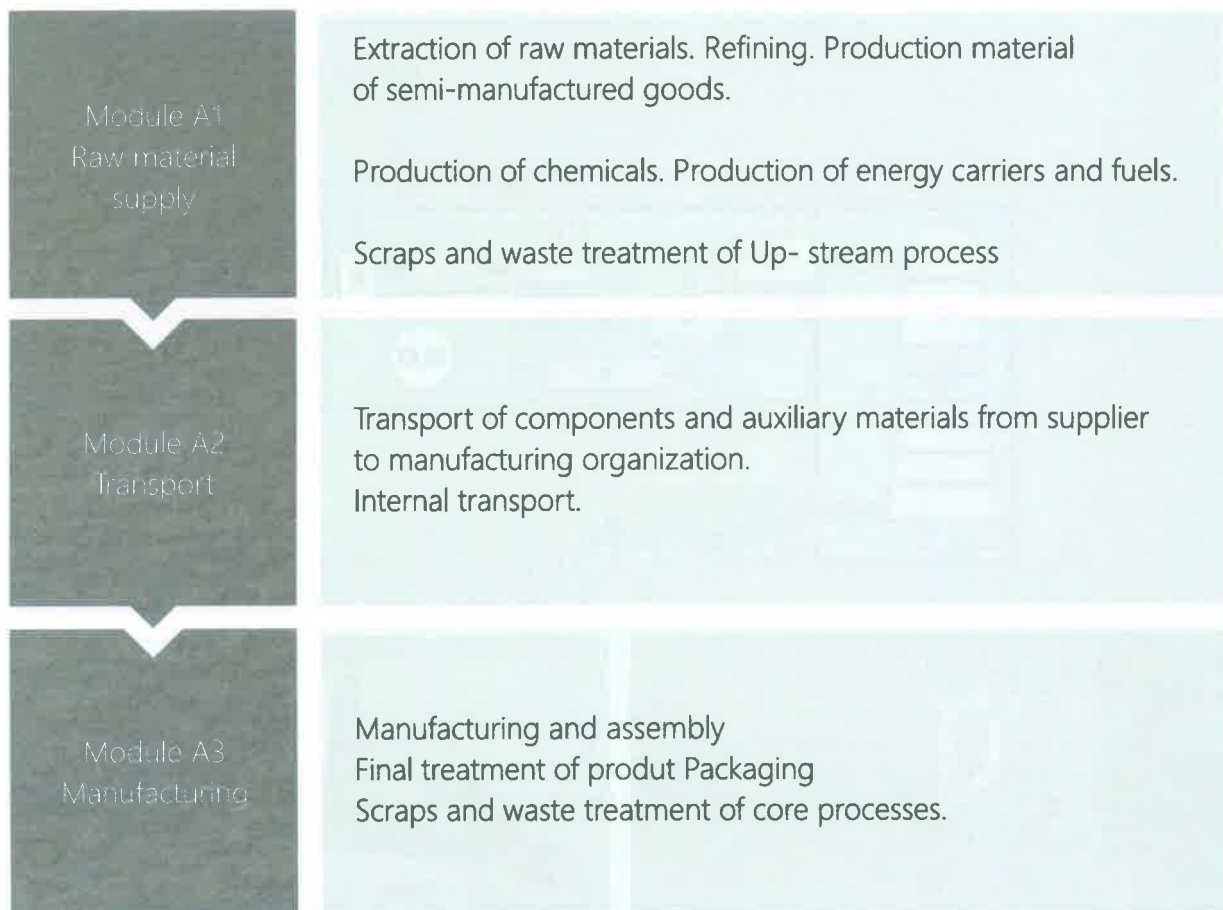 Module A1
Raw material
supply
Extraction of raw materials. Refining. Production material
of semi-manufactured goods.
Production of chemicals. Production of energy carriers and fuels.
Scraps and waste treatment of Up- stream process
Module A2
Transport
Transport of components and auxiliary materials from supplier
to manufacturing organization.
Internal transport.
Module A3
Manufacturing
Manufacturing and assembly
Final treatment of produt Packaging
Scraps and waste treatment of core processes.